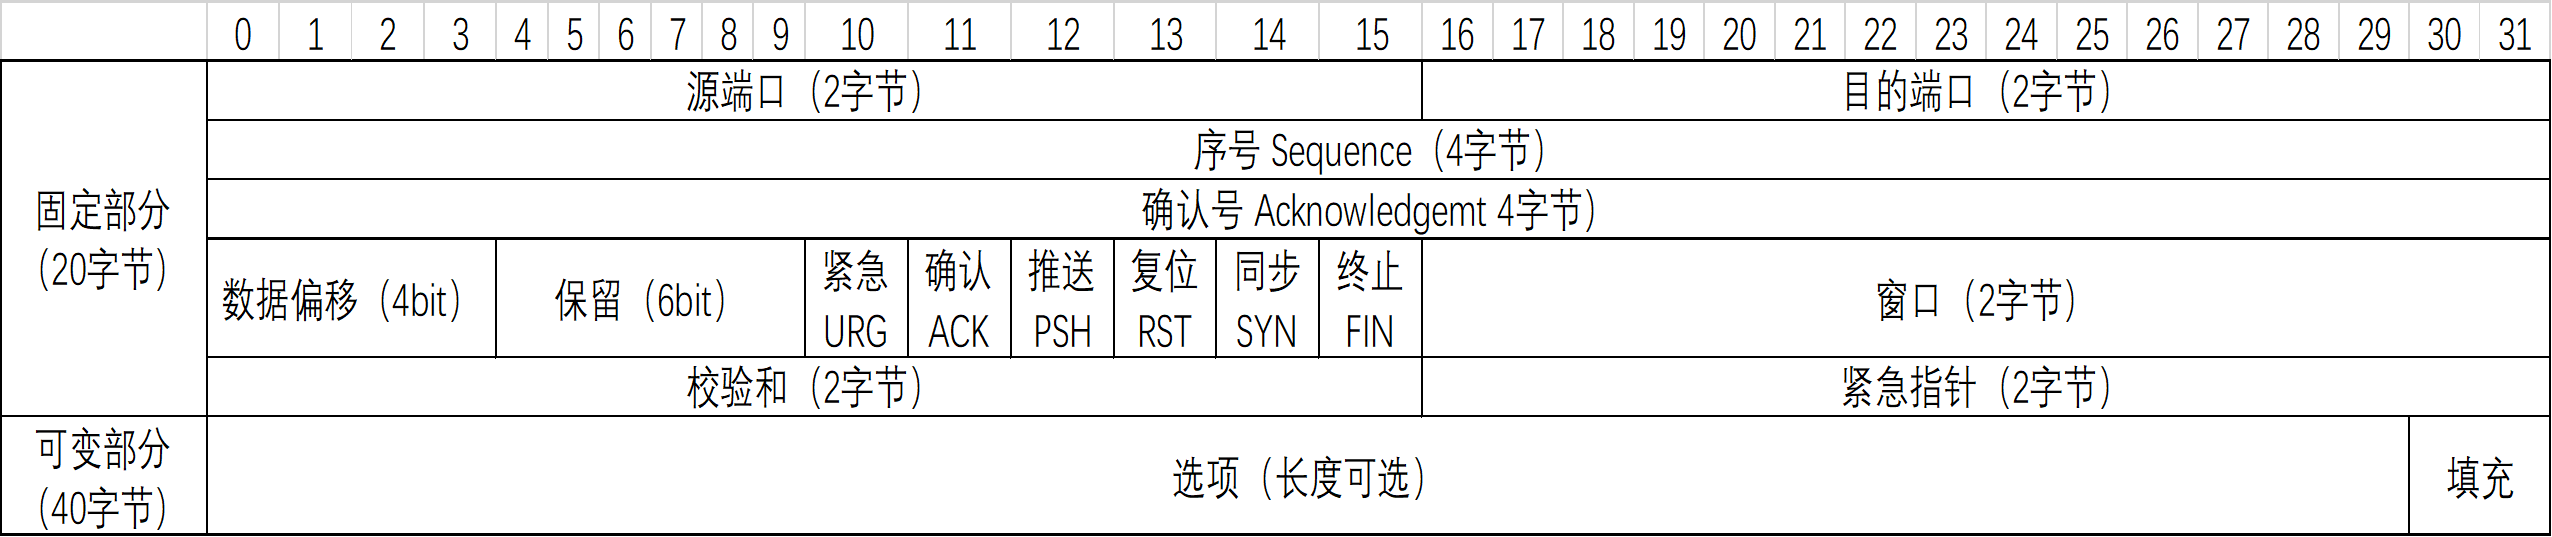 0 1 2 3 4 5 6 7 8 9 10 11 12 13 14 15 16 17 18 19 20 21 22 23 24 25 26 27 28 29 30 31
固定部分
（20字节）
源端口（2字节） 目的端口（2字节）
序号 Sequence（4字节）
确认号 Acknowledgemt 4字节）
数据偏移（4bit） 保留（6bit）
紧急
URG
确认
ACK
推送
PSH
复位
RST
同步
SYN
终止
FIN
窗口（2字节）
校验和（2字节） 紧急指针（2字节）
可变部分
（40字节）
选项（长度可选） 填充